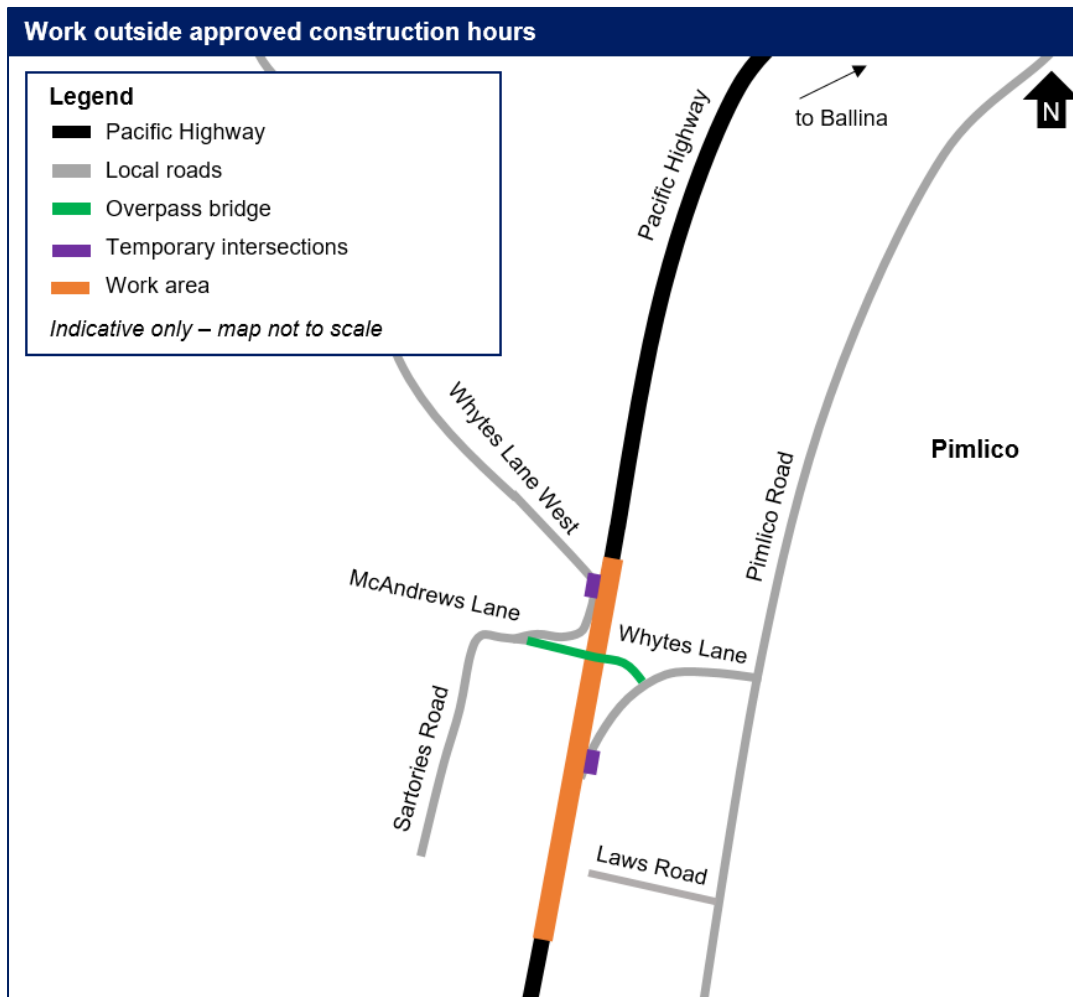 Work outside approved construction hours
Legend
Pacific Highway
Local roads
Overpass bridge
Temporary intersections
Work area
Indicative only – map not to scale
to Ballina
N
Pacific Highway
Whytes Lane West
Pimlico
Pimlico Road
McAndrews Lane
Whytes Lane
Sartories Road
Laws Road